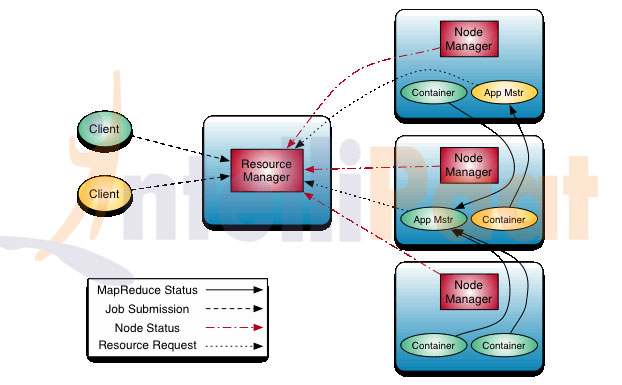 Node
Manager
Container
App Mstr
Client
Resource
Manager
Client
Node
Manager
App Mstr
Container
IntelliPaat
Node
Manager
Container
Container
MapReduce Status
Job Submission
Node Status
Resource Request